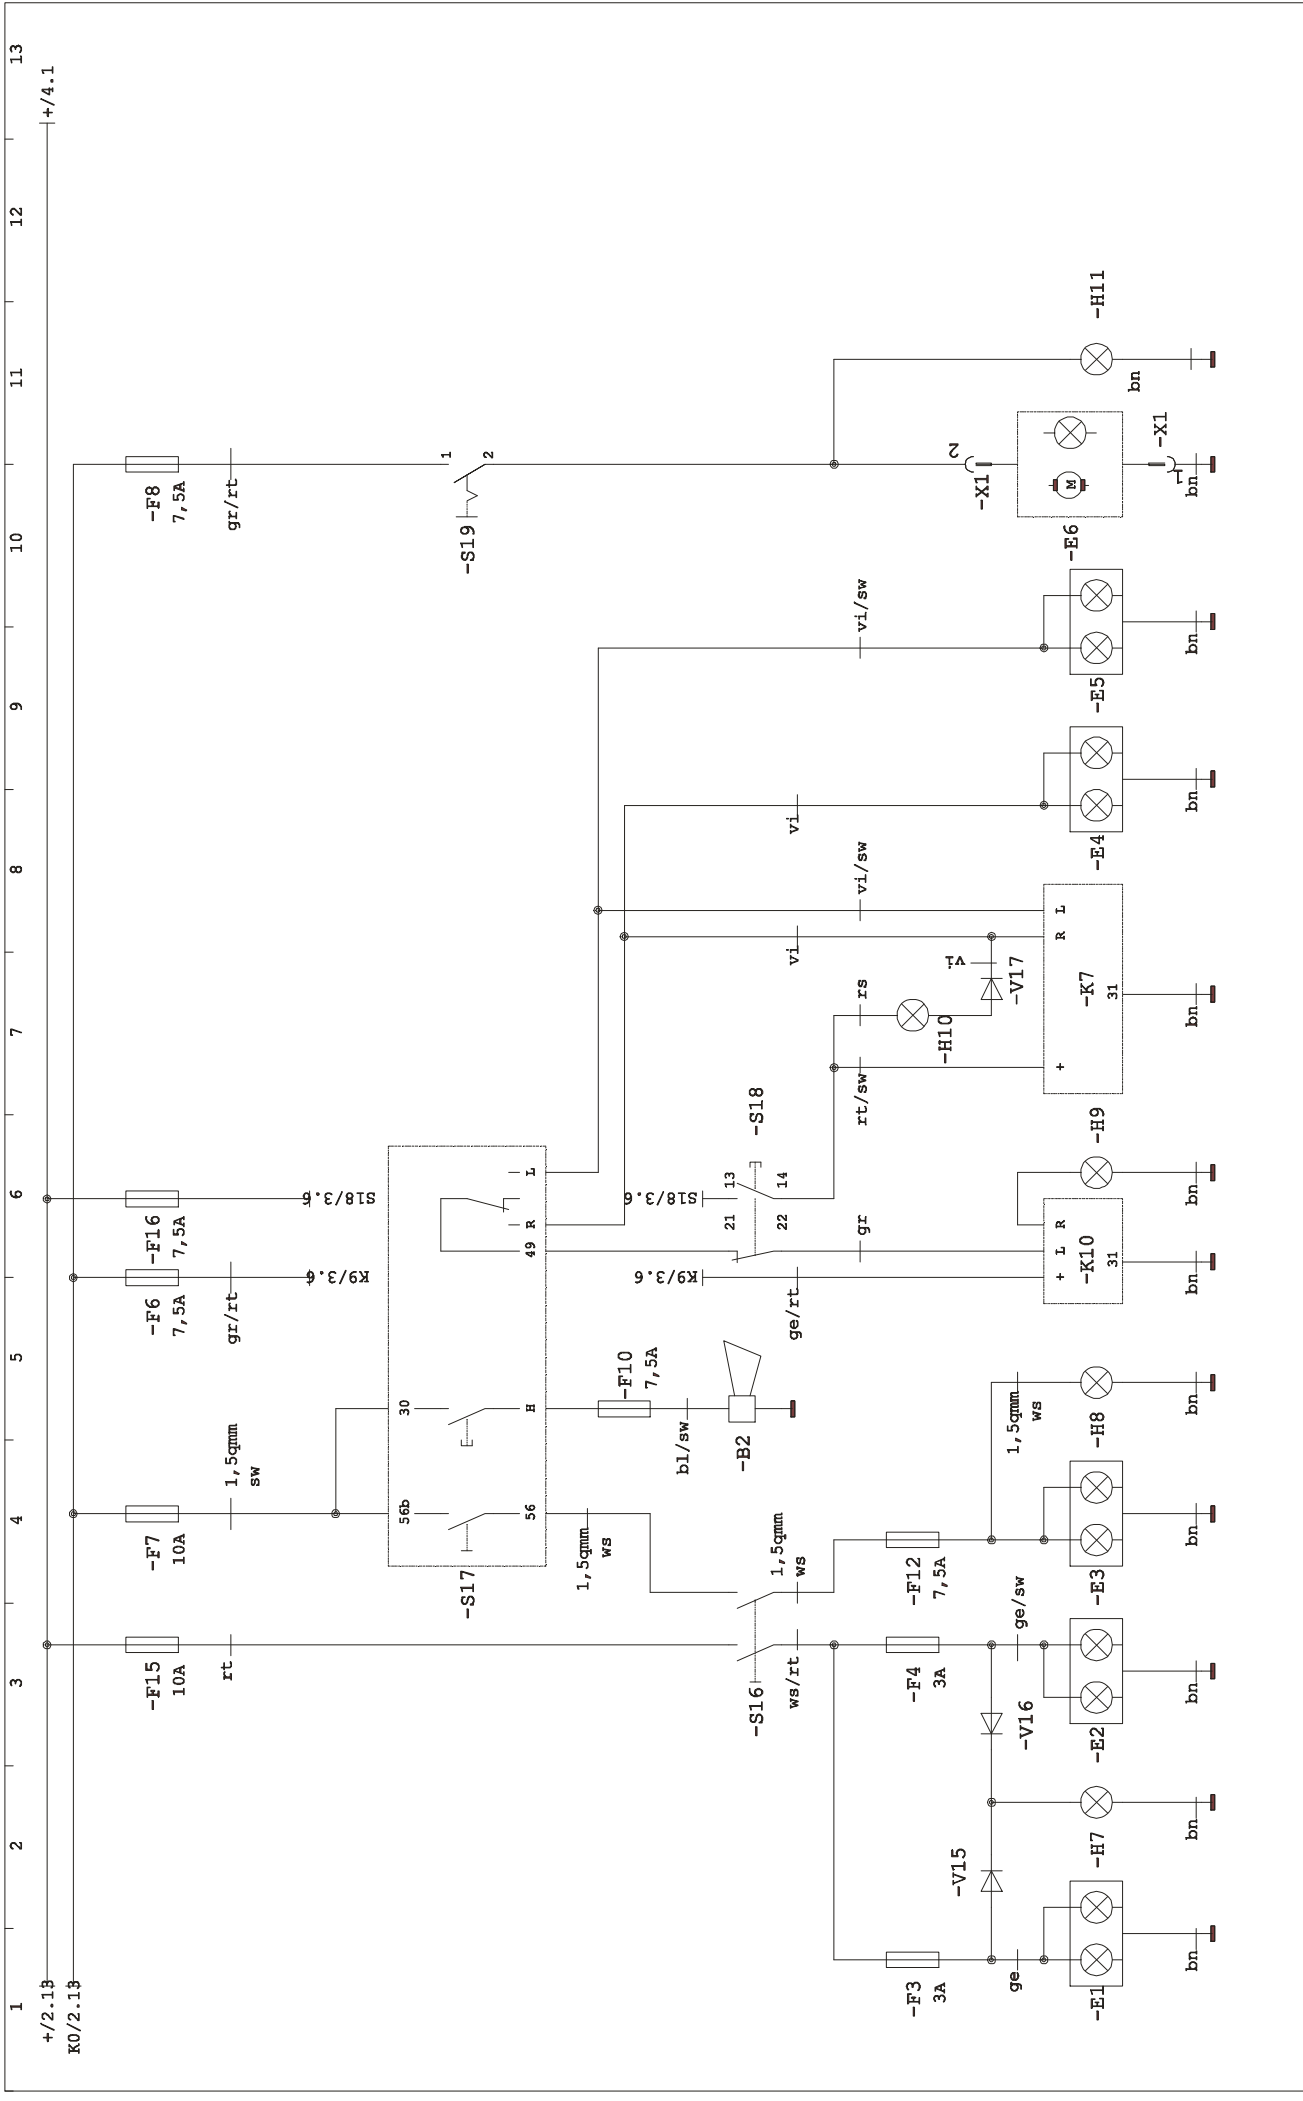 1 2 3 4 5 6 7 8 9 10 11 12 13
+/2.13
+/4.1
K0/2.13
-F15
10A
rt
-F7
10A
1,5qmm
sw
-F6
7,5A
gr/rt
K9/3.6
-F16
7,5A
S18/3.6
-F8
7,5A
gr/rt
-S17
56b
30
56
H
49
R
L
-S19
1
2
1,5qmm
ws
-F10
7,5A
bl/sw
-B2
K9/3.6
S18/3.6
21
13
22
14
-S18
-S16
ws/rt
1,5qmm
ws
ge/rt
gr
rt/sw
rs
vi
vi/sw
vi
vi/sw
-H10
vi
-V17
-F3
3A
-F4
3A
-F12
7,5A
-V15
-V16
ge
ge/sw
1,5qmm
ws
-X1
2
-E1
-H7
-E2
-E3
-H8
-K10
+
L
R
31
-H9
-K7
+
R
L
31
-E4
-E5
-E6
M
-H11
-X1
1
bn
bn
bn
bn
bn
bn
bn
bn
bn
bn
bn
bn